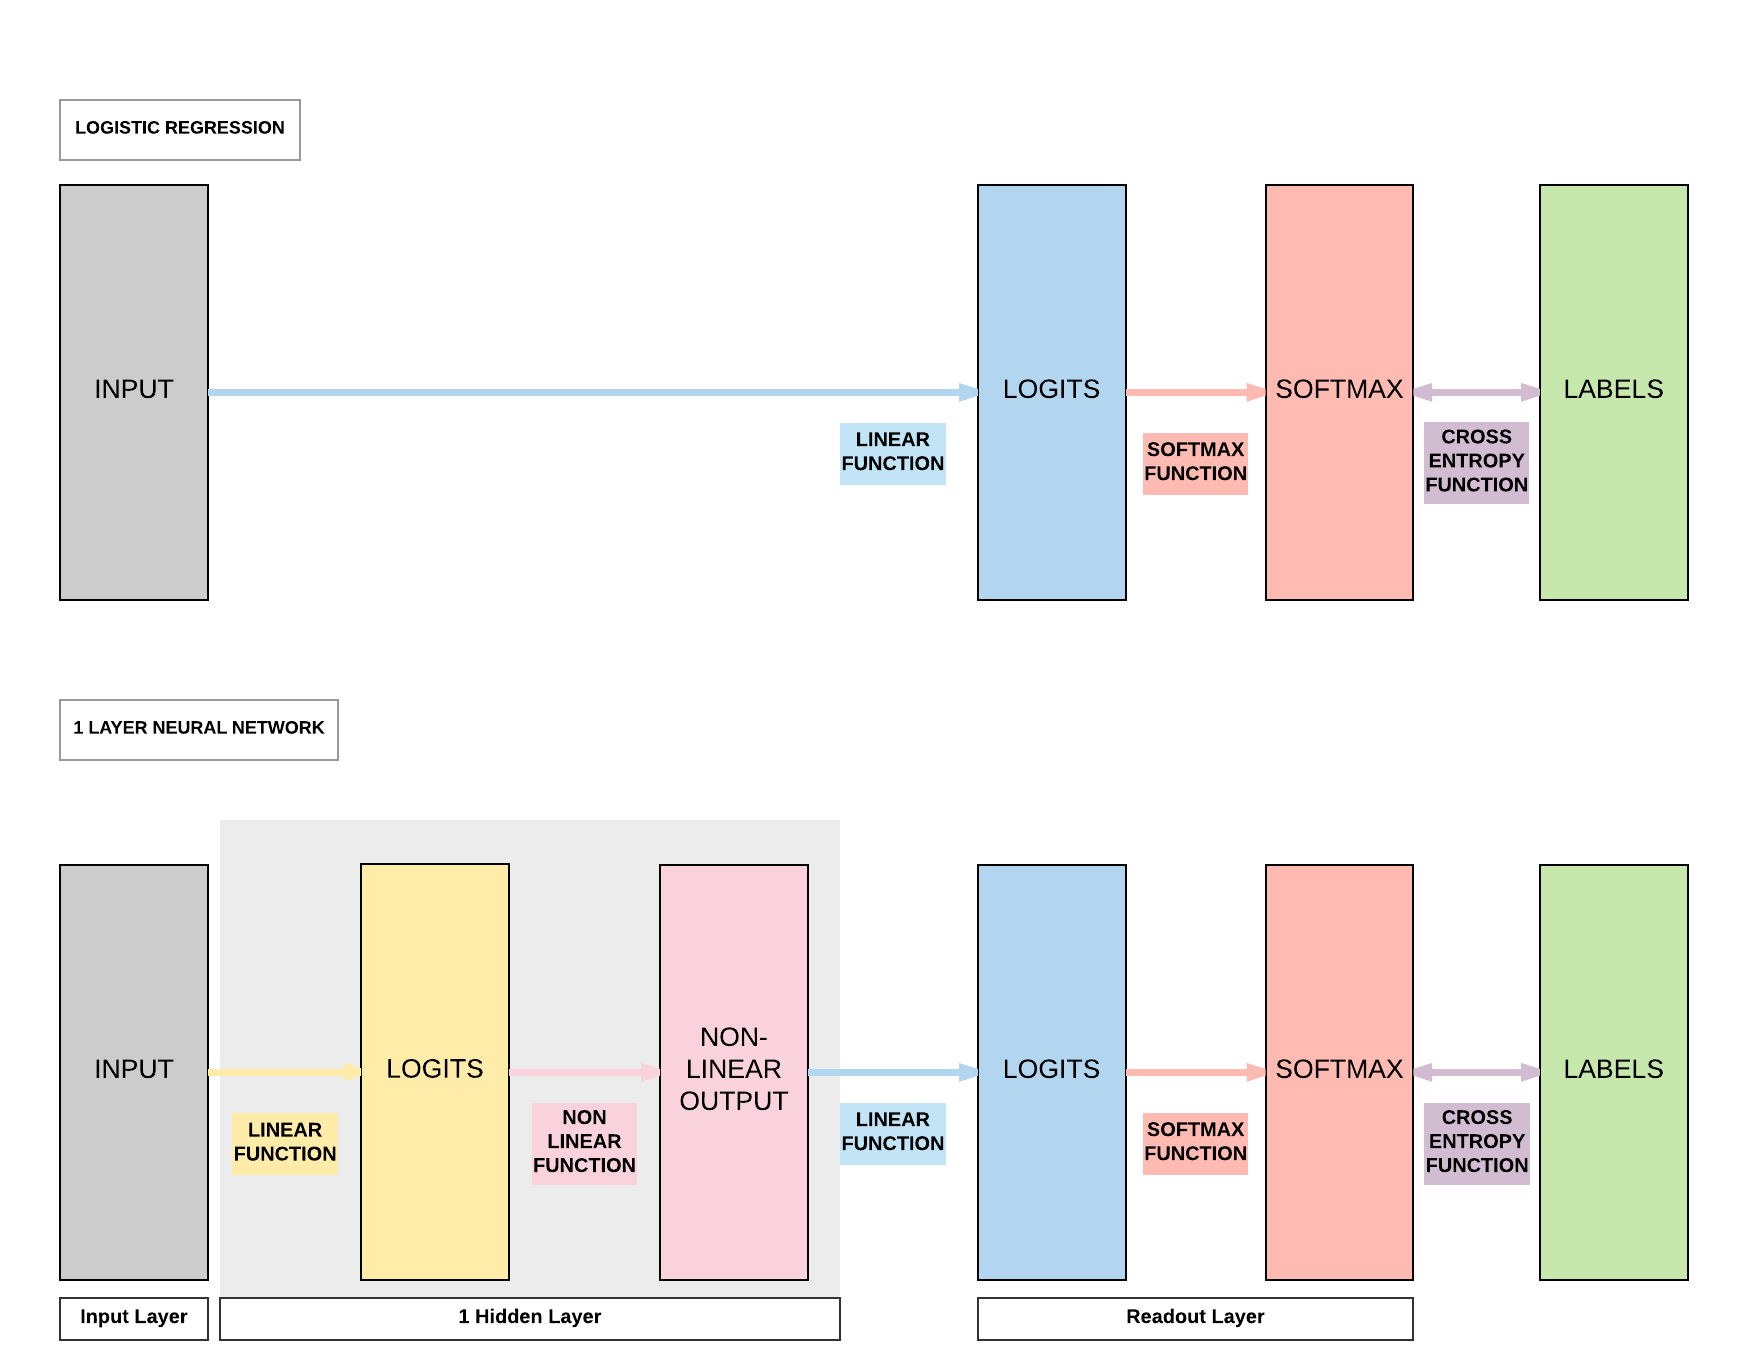 LOGISTIC REGRESSION
INPUT
LOGITS
SOFTMAX
LABELS
LINEAR
FUNCTION
SOFTMAX
FUNCTION
CROSS
ENTROPY
FUNCTION
1 LAYER NEURAL NETWORK
INPUT
LOGITS
NON-
LINEAR
OUTPUT
LOGITS
SOFTMAX
LABELS
LINEAR
FUNCTION
NON
LINEAR
FUNCTION
LINEAR
FUNCTION
SOFTMAX
FUNCTION
CROSS
ENTROPY
FUNCTION
Input Layer
1 Hidden Layer
Readout Layer